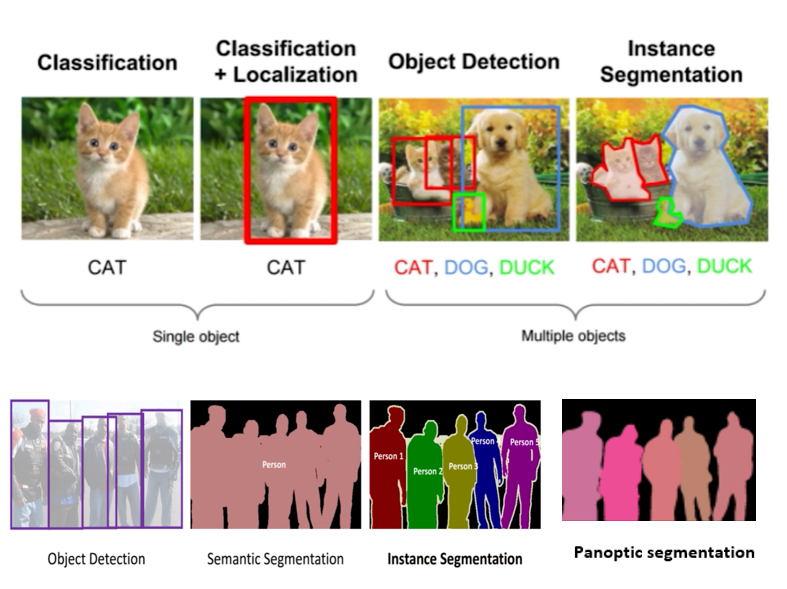 Classification
Classification
+ Localization
Object Detection
Instance
Segmentation
CAT
CAT
CAT, DOG, DUCK
CAT, DOG, DUCK
Single object
Multiple objects
Person
Person 1
Person 2
Person 3
Person 4
Person 5
Object Detection
Semantic Segmentation
Instance Segmentation
Panoptic segmentation